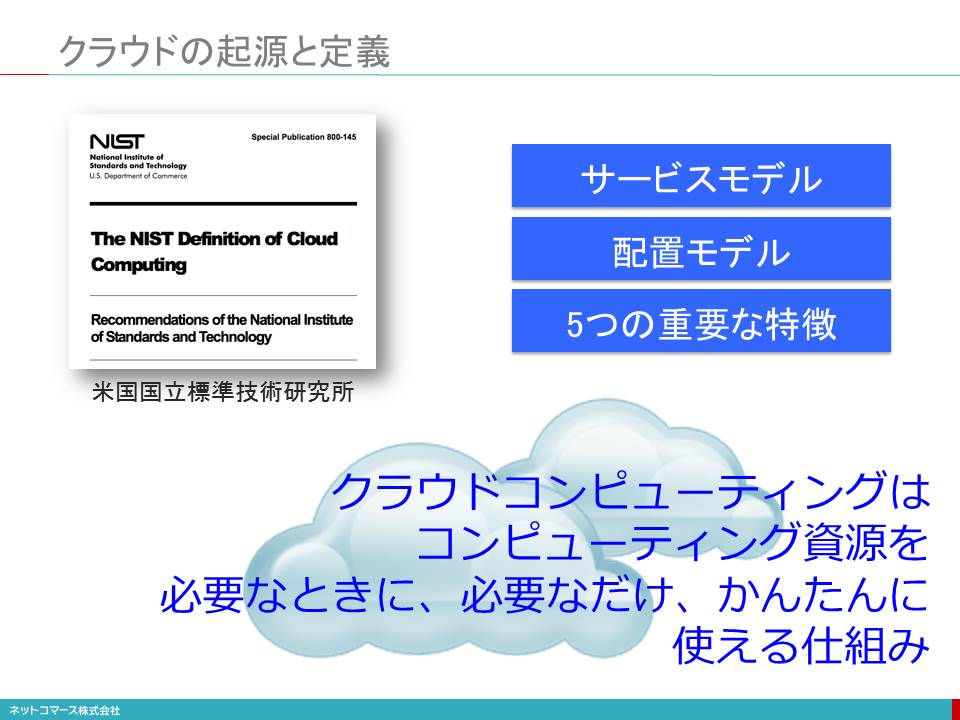 クラウドの起源と定義
NIST
National Institute of
Standards and Technology
U.S. Department of Commerce
Special Publication 800-145
The NIST Definition of Cloud
Computing
Recommendations of the National Institute
of Standards and Technology
米国国立標準技術研究所
サービスモデル
配置モデル
5つの重要な特徴
クラウドコンピューティングは
コンピューティング資源を
必要なときに、必要なだけ、かんたんに
使える仕組み
ネットコマース株式会社